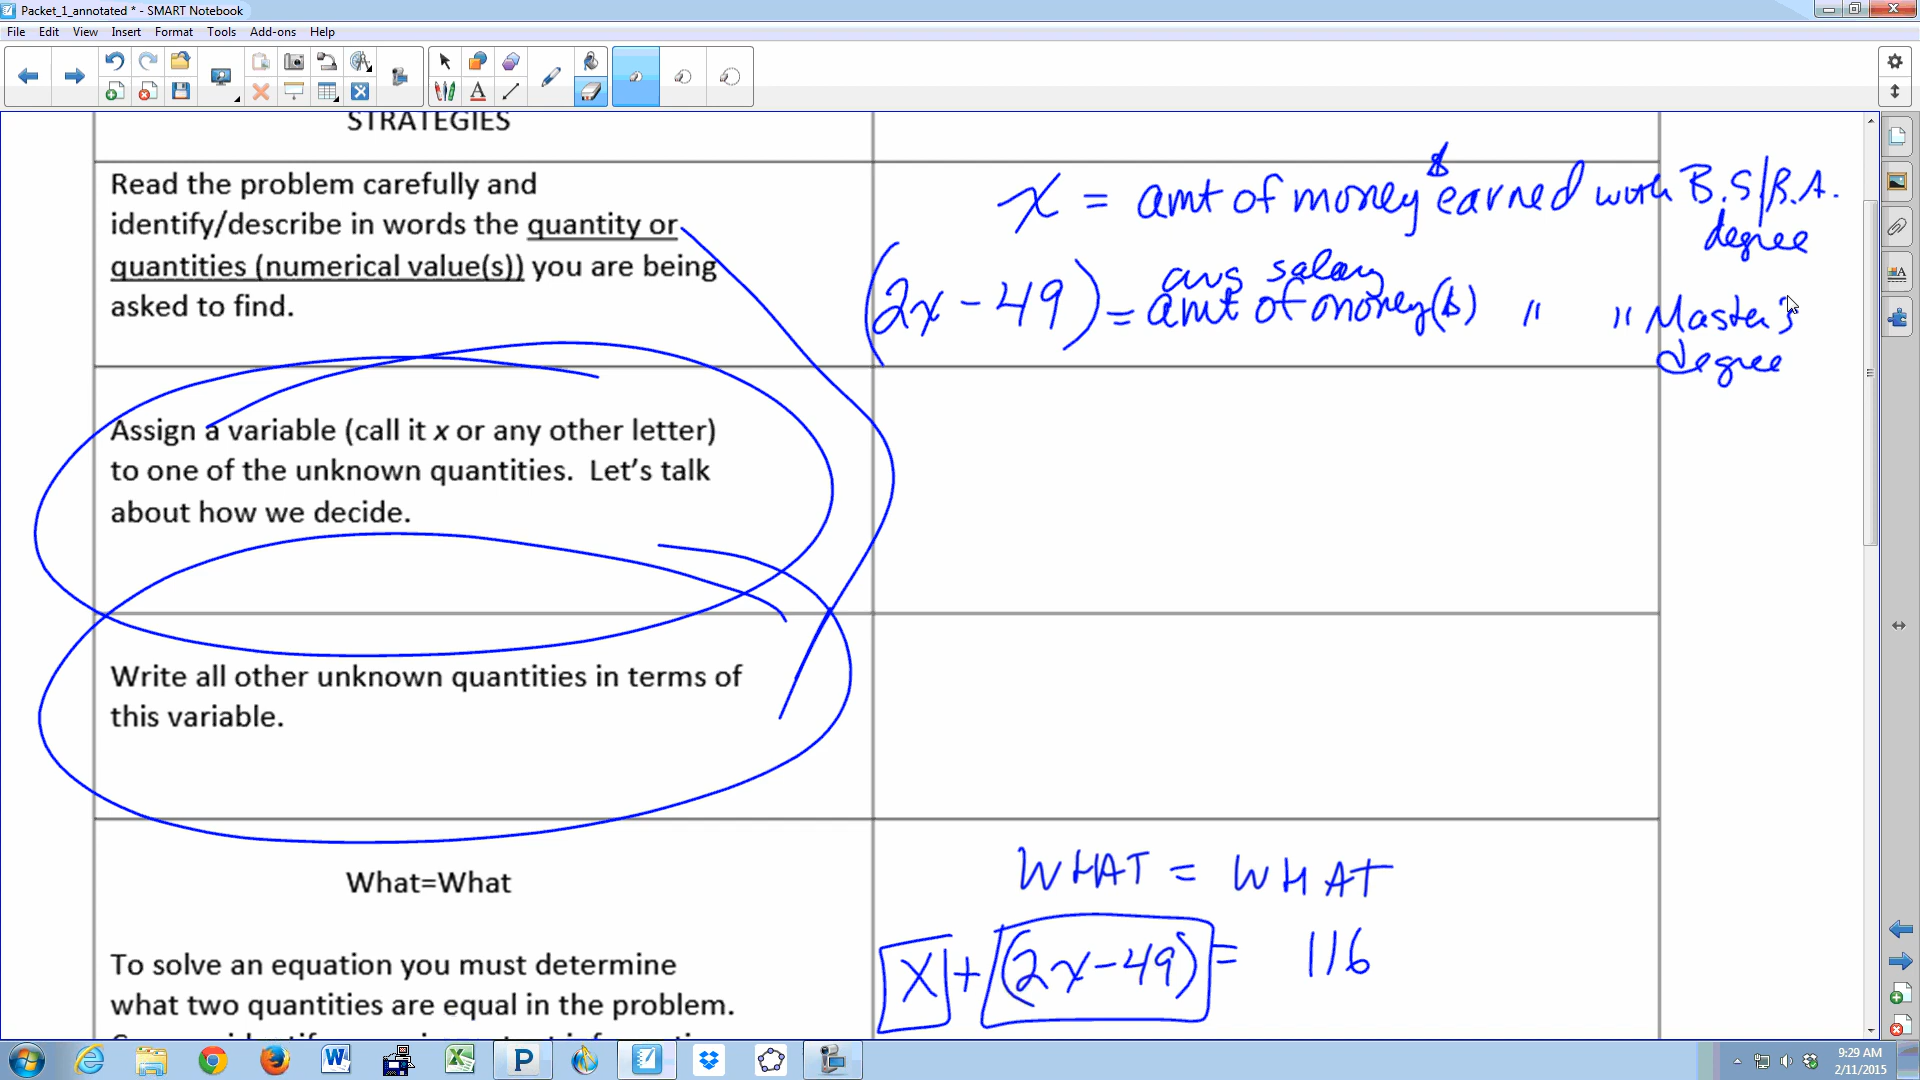 Packet_1_annotated * - SMART Notebook
File Edit View Insert Format Tools Add-ons Help
STRATEGIES
Read the problem carefully and
identify/describe in words the quantity or
quantities (numerical value(s)) you are being
asked to find.
$
x = amt of money earned with B.S/B.A.
degree
avg salary
(2x - 49) = amt of money($) " " Master's
degree
Assign a variable (call it x or any other letter)
to one of the unknown quantities. Let's talk
about how we decide.
Write all other unknown quantities in terms of
this variable.
What=What
WHAT = WHAT
To solve an equation you must determine
what two quantities are equal in the problem.
X + (2x-49) = 116
9:29 AM
2/11/2015